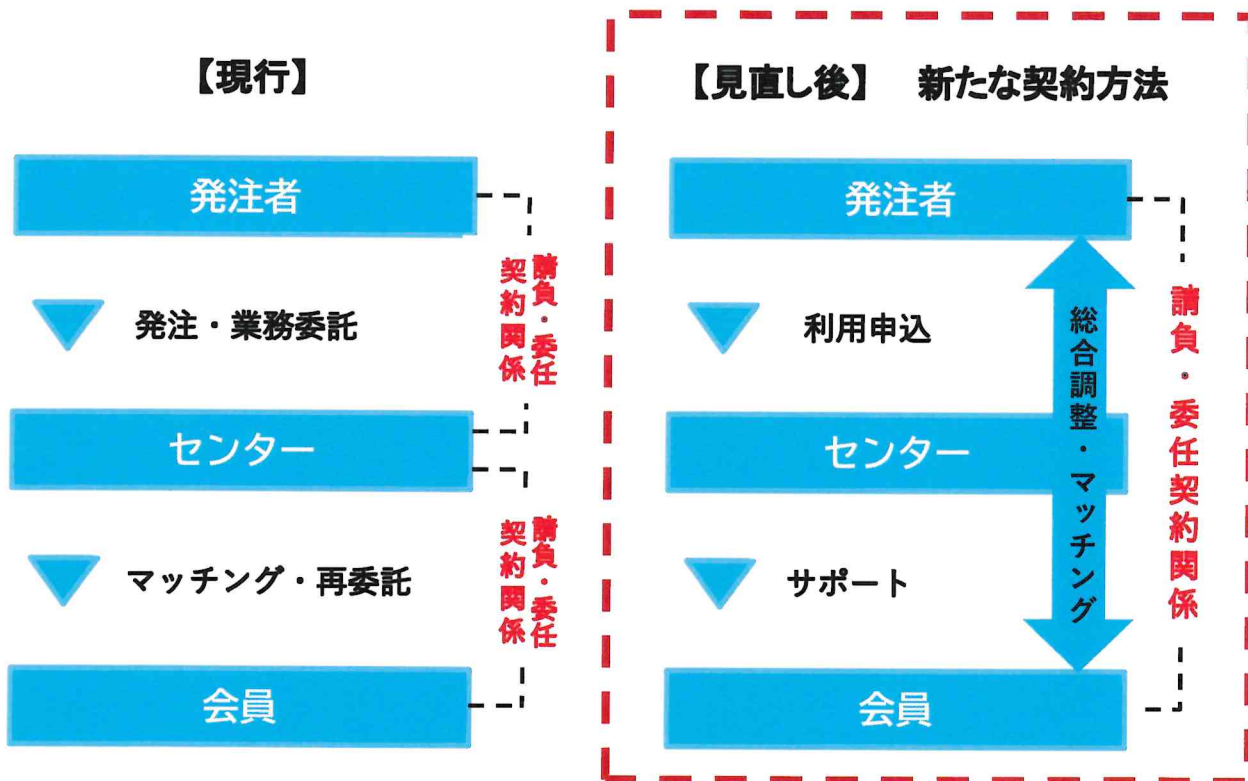 【現行】
発注者
発注・業務委託
請負・委任
契約関係
センター
マッチング・再委託
請負・委任
契約関係
会員
【見直し後】　新たな契約方法
発注者
利用申込
センター
サポート
会員
総合調整・マッチング
請負・委任契約関係